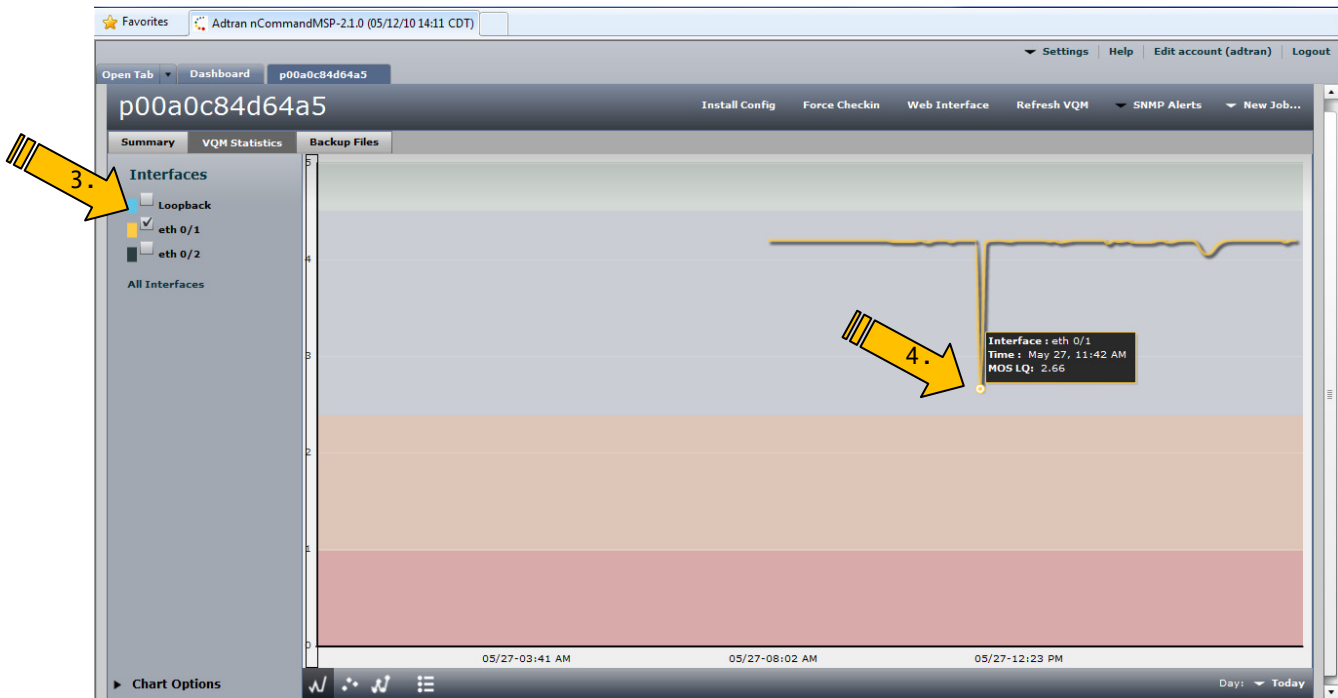 Favorites Adtran nCommandMSP-2.1.0 (05/12/10 14:11 CDT)
Settings Help Edit account (adtran) Logout
Open Tab Dashboard p00a0c84d64a5
p00a0c84d64a5 Install Config Force Checkin Web Interface Refresh VQM SNMP Alerts New Job...
Summary VQM Statistics Backup Files
3.
Interfaces
Loopback
eth 0/1
eth 0/2
All Interfaces
5
4
3
2
1
0
4.
Interface : eth 0/1
Time : May 27, 11:42 AM
MOS LQ: 2.66
05/27-03:41 AM 05/27-08:02 AM 05/27-12:23 PM
Chart Options Day: Today